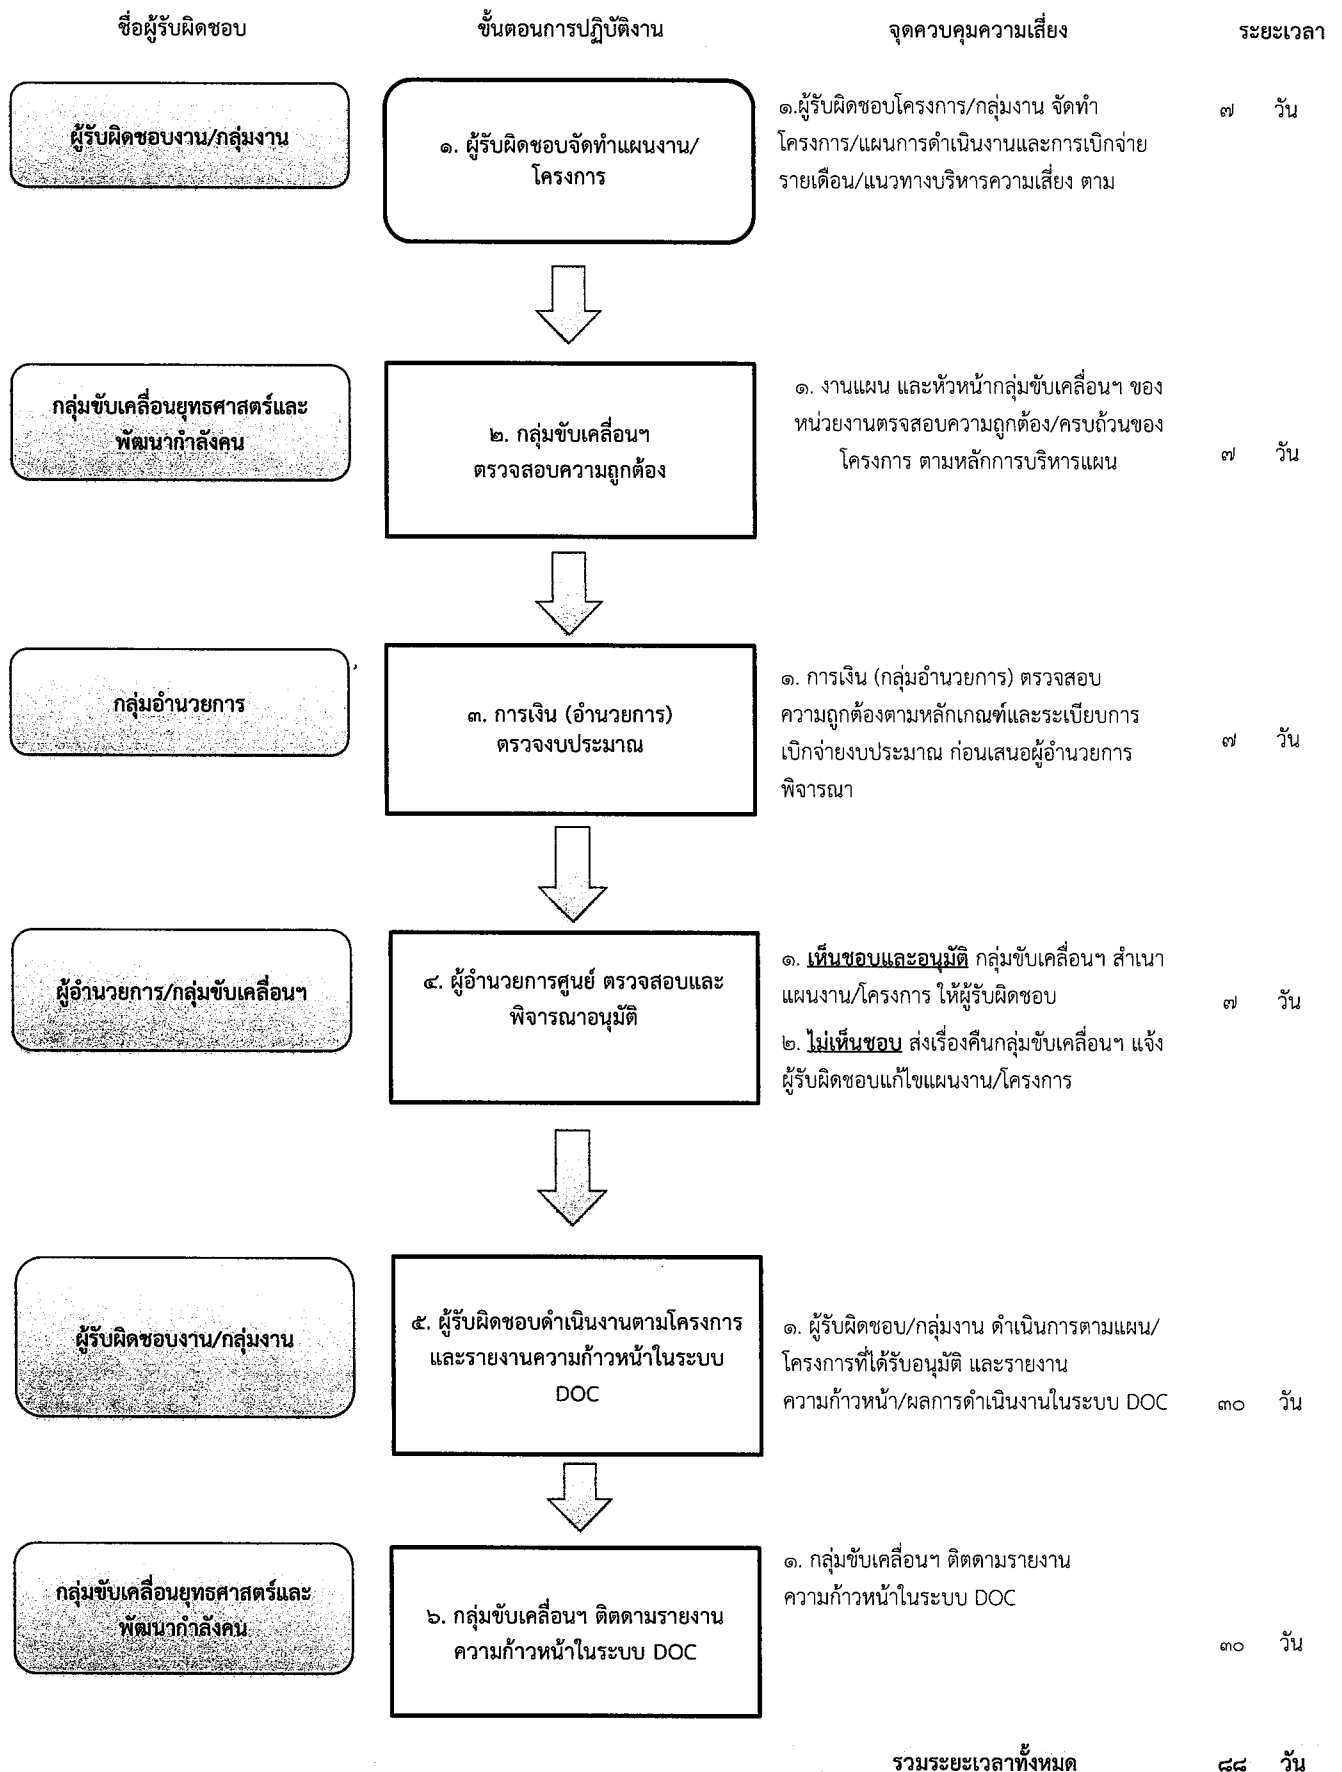 ชื่อผู้รับผิดชอบ ขั้นตอนการปฏิบัติงาน จุดควบคุมความเสี่ยง ระยะเวลา
ผู้รับผิดชอบงาน/กลุ่มงาน
๑. ผู้รับผิดชอบจัดทำแผนงาน/
โครงการ
๑.ผู้รับผิดชอบโครงการ/กลุ่มงาน จัดทำ
โครงการ/แผนการดำเนินงานและการเบิกจ่าย
รายเดือน/แนวทางบริหารความเสี่ยง ตาม
๗ วัน
กลุ่มขับเคลื่อนยุทธศาสตร์และ
พัฒนากำลังคน
๒. กลุ่มขับเคลื่อนฯ
ตรวจสอบความถูกต้อง
๑. งานแผน และหัวหน้ากลุ่มขับเคลื่อนฯ ของ
หน่วยงานตรจสอบความถูกต้อง/ครบถ้วนของ
โครงการ ตามหลักการบริหารแผน
๗ วัน
กลุ่มอำนวยการ
๓. การเงิน (อำนวยการ)
ตรวจงบประมาณ
๑. การเงิน (กลุ่มอำนวยการ) ตรวจสอบ
ความถูกต้องตามหลักเกณฑ์และระเบียบการ
เบิกจ่ายงบประมาณ ก่อนเสนอผู้อำนวยการ
พิจารณา
๗ วัน
ผู้อำนวยการ/กลุ่มขับเคลื่อนฯ
๔. ผู้อำนวยการศูนย์ ตรวจสอบและ
พิจารณาอนุมัติ
๑. เห็นชอบและอนุมัติ กลุ่มขับเคลื่อนฯ สำเนา
แผนงาน/โครงการ ให้ผู้รับผิดชอบ
๒. ไม่เห็นชอบ ส่งเรื่องคืนกลุ่มขับเคลื่อนฯ แจ้ง
ผู้รับผิดชอบแก้ไขแผนงาน/โครงการ
๗ วัน
ผู้รับผิดชอบงาน/กลุ่มงาน
๕. ผู้รับผิดชอบดำเนินงานตามโครงการ
และรายงานความก้าวหน้าในระบบ
DOC
๑. ผู้รับผิดชอบ/กลุ่มงาน ดำเนินการตามแผน/
โครงการที่ได้รับอนุมัติ และรายงาน
ความก้าวหน้า/ผลการดำเนินงานในระบบ DOC
๓๐ วัน
กลุ่มขับเคลื่อนยุทธศาสตร์และ
พัฒนากำลังคน
๖. กลุ่มขับเคลื่อนฯ ติตดามรายงาน
ความก้าวหน้าในระบบ DOC
๑. กลุ่มขับเคลื่อนฯ ติตดามรายงาน
ความก้าวหน้าในระบบ DOC
๓๐ วัน
รวมระยะเวลาทั้งหมด ๘๘ วัน